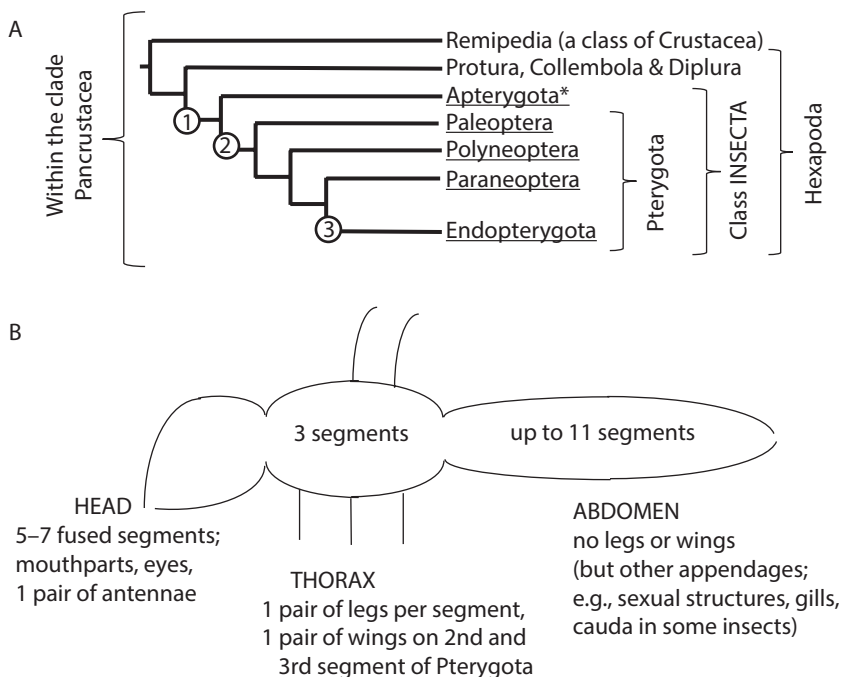 A
Within the clade
Pancrustacea
Remipedia (a class of Crustacea)
Protura, Collembola & Diplura
1
Apterygota*
2
Paleoptera
Polyneoptera
Paraneoptera
3
Endopterygota
Pterygota
Class INSECTA
Hexapoda
B
3 segments
up to 11 segments
HEAD
5–7 fused segments;
mouthparts, eyes,
1 pair of antennae
THORAX
1 pair of legs per segment,
1 pair of wings on 2nd and
3rd segment of Pterygota
ABDOMEN
no legs or wings
(but other appendages;
e.g., sexual structures, gills,
cauda in some insects)